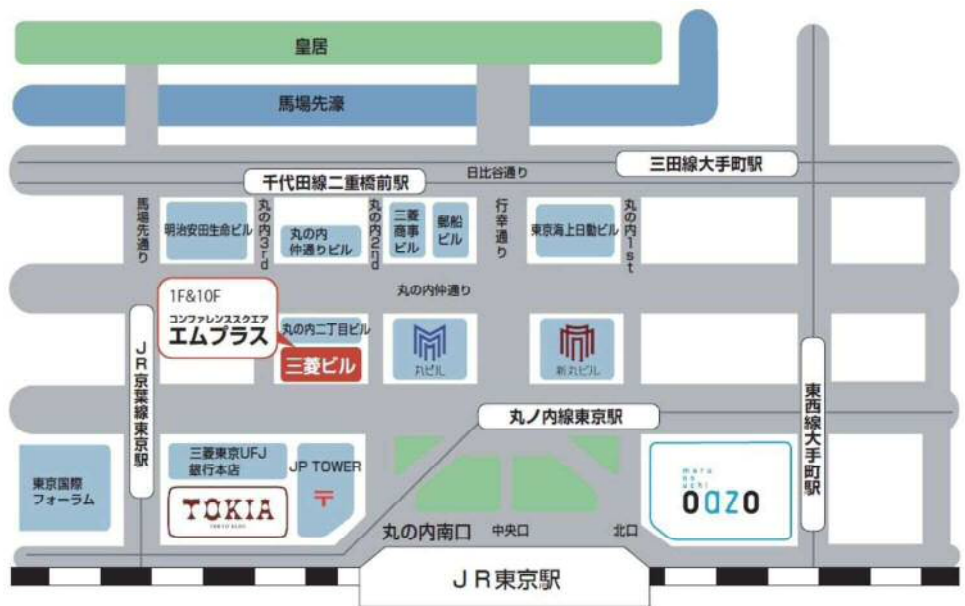 皇居
馬場先濠
三田線大手町駅
日比谷通り
千代田線二重橋前駅
馬場先通り
明治安田生命ビル
丸の内3rd
丸の内
仲通りビル
丸の内2nd
三菱
商事
ビル
郵船
ビル
行幸通り
東京海上日動ビル
丸の内1st
丸の内仲通り
1F&10F
コンファレンススクエア
エムプラス
丸の内二丁目ビル
三菱ビル
丸ビル
新丸ビル
JR京葉線東京駅
丸ノ内線東京駅
東西線大手町駅
東京国際
フォーラム
三菱東京UFJ
銀行本店
JP TOWER
〒
TOKIA
maru
no
uchi
oazo
丸の内南口
中央口
北口
JR東京駅